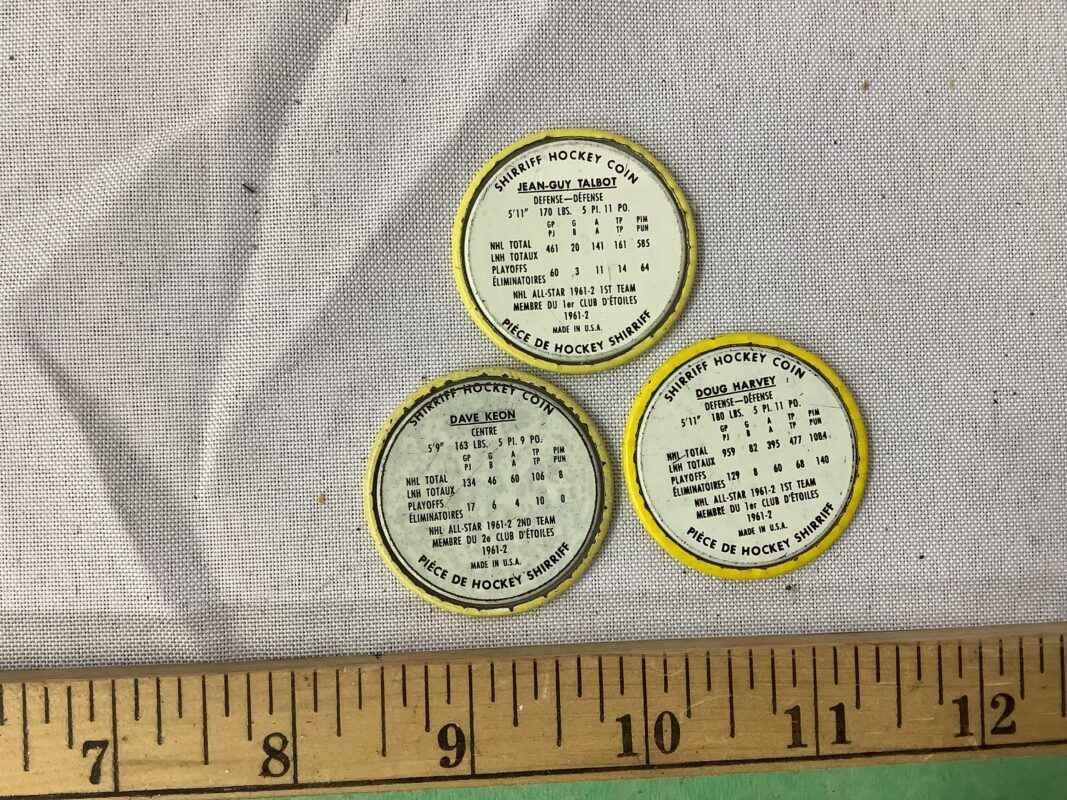 SHIRRIFF HOCKEY COIN
JEAN-GUY TALBOT
DEFENSE—DÉFENSE
5'11" 170 LBS. 5 PI. 11 PO.
GP G A TP PIM
PJ B A TP PUN
NHL TOTAL
LNH TOTAUX 461 20 141 161 585
PLAYOFFS
ÉLIMINATOIRES 60 3 11 14 64
NHL ALL-STAR 1961-2 1ST TEAM
MEMBRE DU 1er CLUB D'ÉTOILES
1961-2
MADE IN U.S.A.
PIÈCE DE HOCKEY SHIRRIFF
SHIRRIFF HOCKEY COIN
DAVE KEON
CENTRE
5'9" 163 LBS. 5 PI. 9 PO.
GP G A TP PIM
PJ B A TP PUN
NHL TOTAL
LNH TOTAUX 134 46 60 106 8
PLAYOFFS
ÉLIMINATOIRES 17 6 4 10 0
NHL ALL-STAR 1961-2 2ND TEAM
MEMBRE DU 2e CLUB D'ÉTOILES
1961-2
MADE IN U.S.A.
PIÈCE DE HOCKEY SHIRRIFF
SHIRRIFF HOCKEY COIN
DOUG HARVEY
DEFENSE—DÉFENSE
5'11" 180 LBS. 5 PI. 11 PO.
GP G A TP PIM
PJ B A TP PUN
NHL TOTAL
LNH TOTAUX 959 82 395 477 1084
PLAYOFFS
ÉLIMINATOIRES 129 8 60 68 140
NHL ALL-STAR 1961-2 1ST TEAM
MEMBRE DU 1er CLUB D'ÉTOILES
1961-2
MADE IN U.S.A.
PIÈCE DE HOCKEY SHIRRIFF
7 8 9 10 11 12